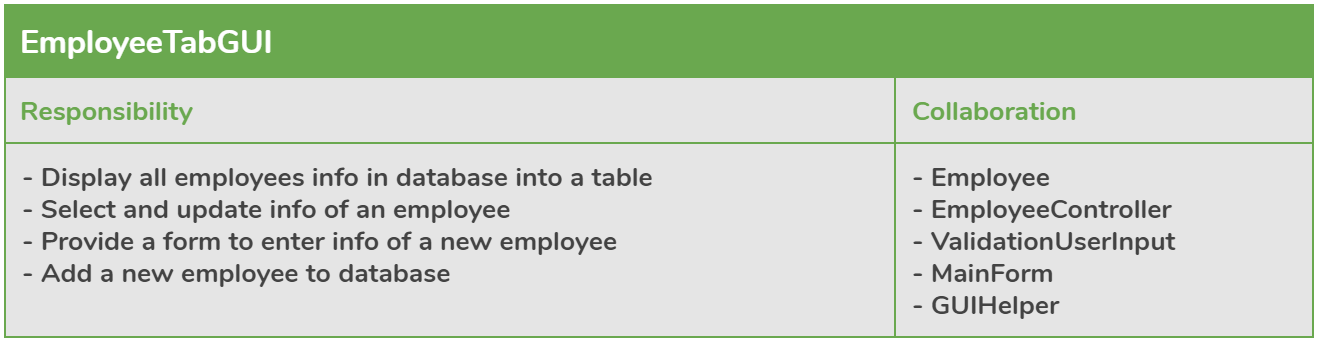 EmployeeTabGUI
Responsibility
Collaboration
- Display all employees info in database into a table
- Select and update info of an employee
- Provide a form to enter info of a new employee
- Add a new employee to database
- Employee
- EmployeeController
- ValidationUserInput
- MainForm
- GUIHelper